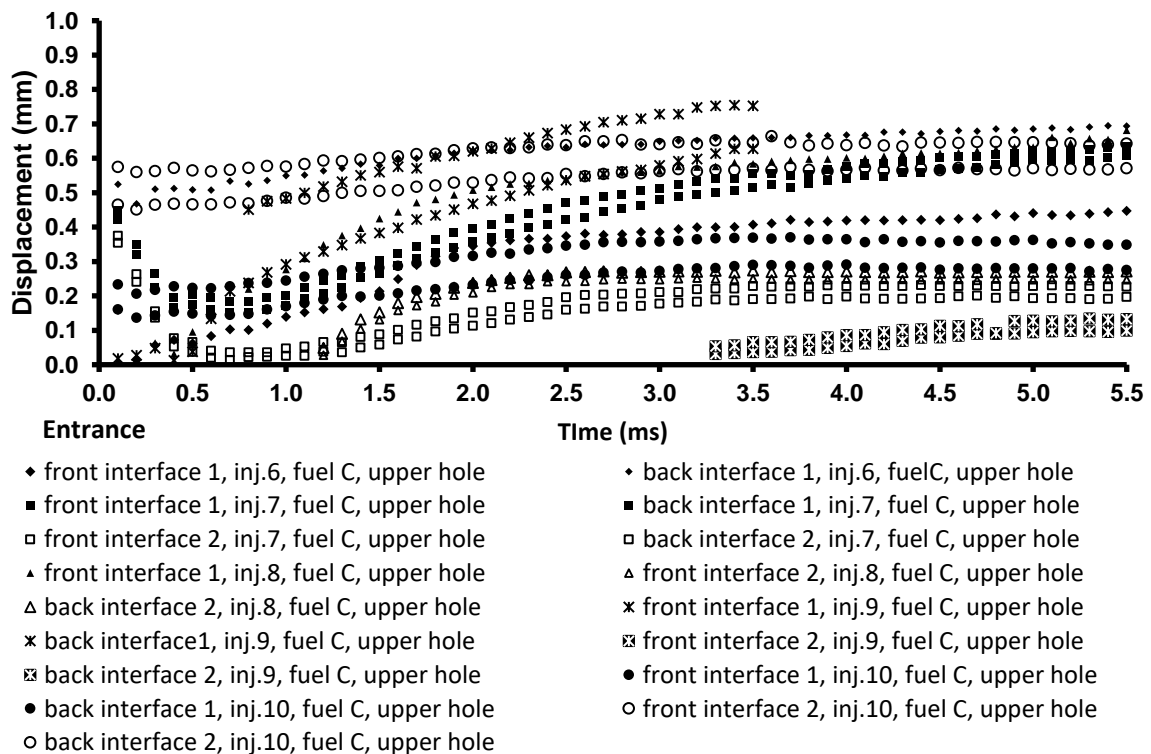 1.0
0.9
0.8
0.7
0.6
0.5
0.4
0.3
0.2
0.1
0.0
Displacement (mm)
0.0 0.5 1.0 1.5 2.0 2.5 3.0 3.5 4.0 4.5 5.0 5.5
Entrance
TIme (ms)
front interface 1, inj.6, fuel C, upper hole
back interface 1, inj.6, fuelC, upper hole
front interface 1, inj.7, fuel C, upper hole
back interface 1, inj.7, fuel C, upper hole
front interface 2, inj.7, fuel C, upper hole
back interface 2, inj.7, fuel C, upper hole
front interface 1, inj.8, fuel C, upper hole
front interface 2, inj.8, fuel C, upper hole
back interface 2, inj.8, fuel C, upper hole
front interface 1, inj.9, fuel C, upper hole
back interface1, inj.9, fuel C, upper hole
front interface 2, inj.9, fuel C, upper hole
back interface 2, inj.9, fuel C, upper hole
front interface 1, inj.10, fuel C, upper hole
back interface 1, inj.10, fuel C, upper hole
front interface 2, inj.10, fuel C, upper hole
back interface 2, inj.10, fuel C, upper hole